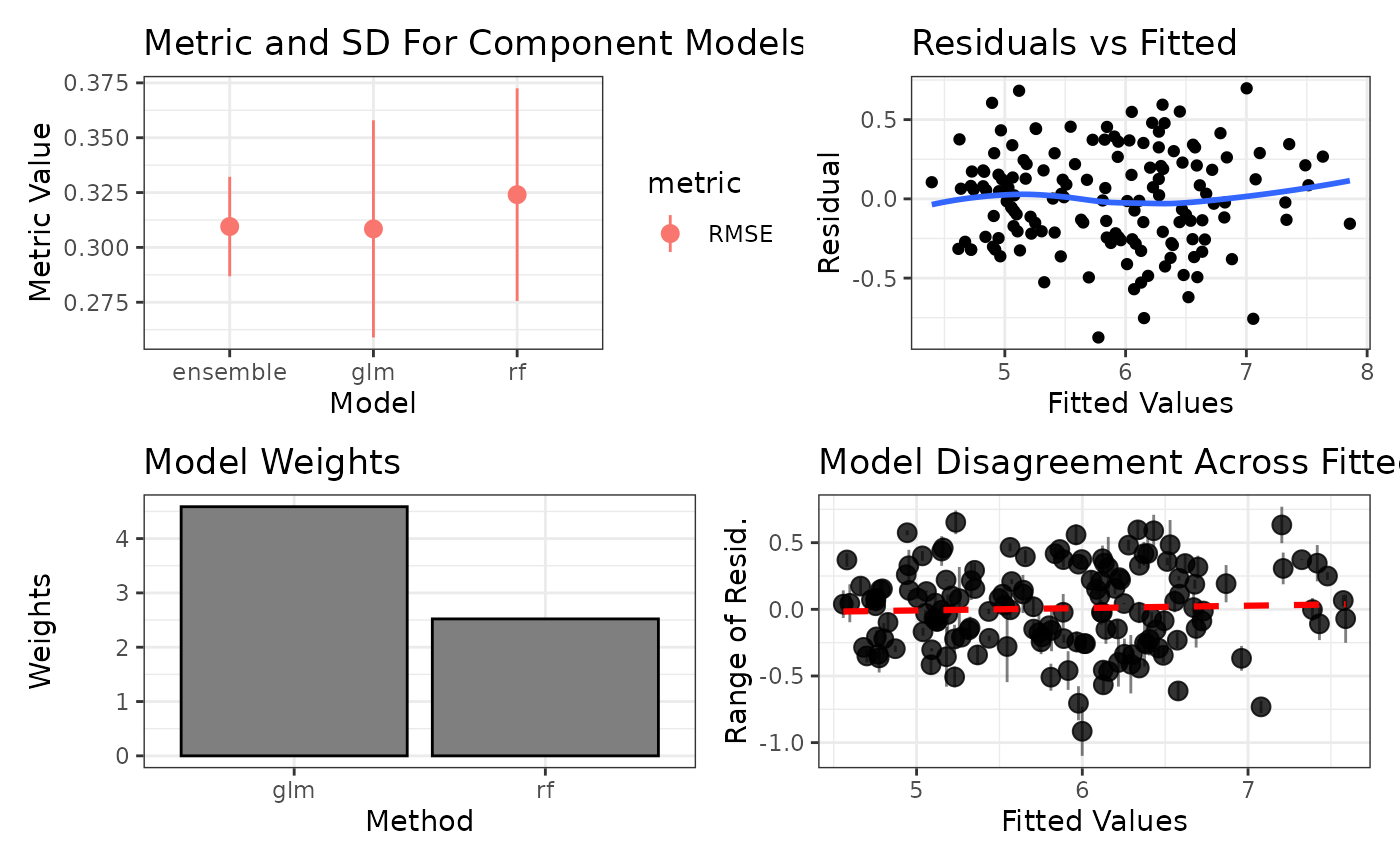 Metric and SD For Component Models
0.375
0.350
0.325
0.300
0.275
Metric Value
ensemble glm rf
Model
metric
RMSE
Residuals vs Fitted
0.5
0.0
-0.5
Residual
5 6 7 8
Fitted Values
Model Weights
4
3
2
1
0
Weights
glm rf
Method
Model Disagreement Across Fitte
0.5
0.0
-0.5
-1.0
Range of Resid.
5 6 7
Fitted Values